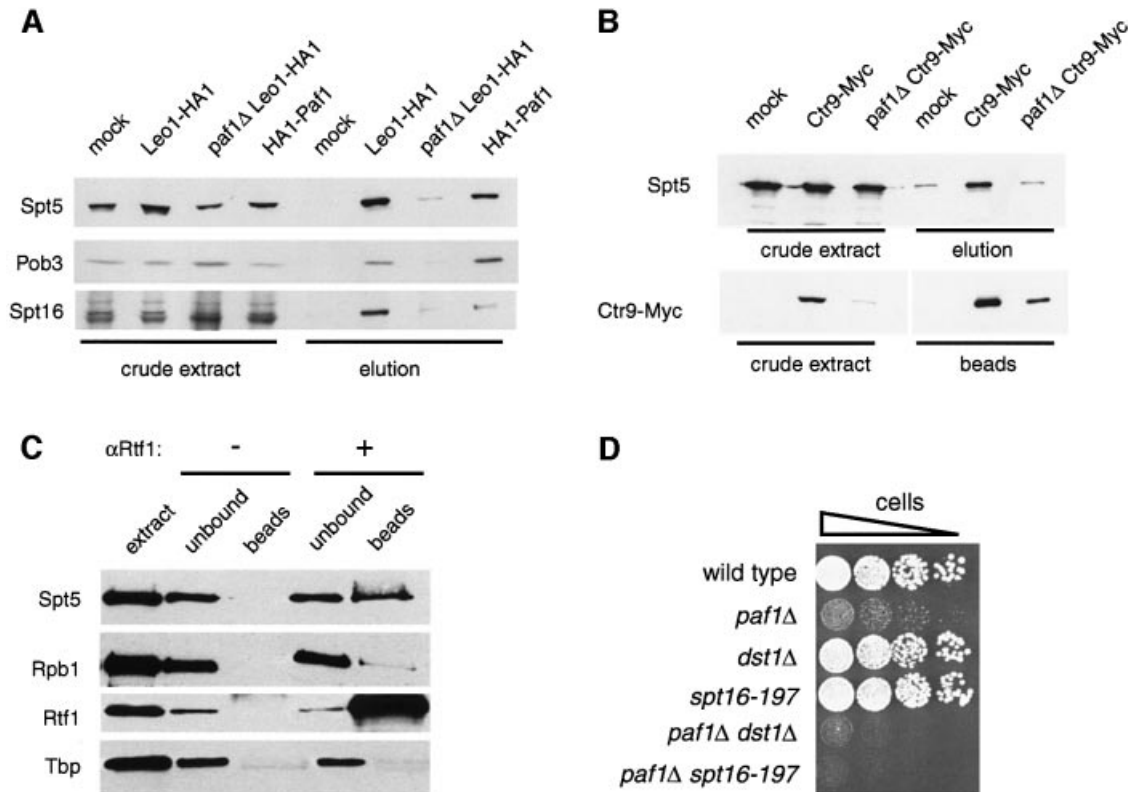 A
mock
Leo1-HA1
paf1Δ Leo1-HA1
HA1-Paf1
mock
Leo1-HA1
paf1Δ Leo1-HA1
HA1-Paf1
Spt5
Pob3
Spt16
crude extract
elution
B
mock
Ctr9-Myc
paf1Δ Ctr9-Myc
mock
Ctr9-Myc
paf1Δ Ctr9-Myc
Spt5
crude extract
elution
Ctr9-Myc
crude extract
beads
C
αRtf1: - +
extract
unbound
beads
unbound
beads
Spt5
Rpb1
Rtf1
Tbp
D
cells
wild type
paf1Δ
dst1Δ
spt16-197
paf1Δ dst1Δ
paf1Δ spt16-197